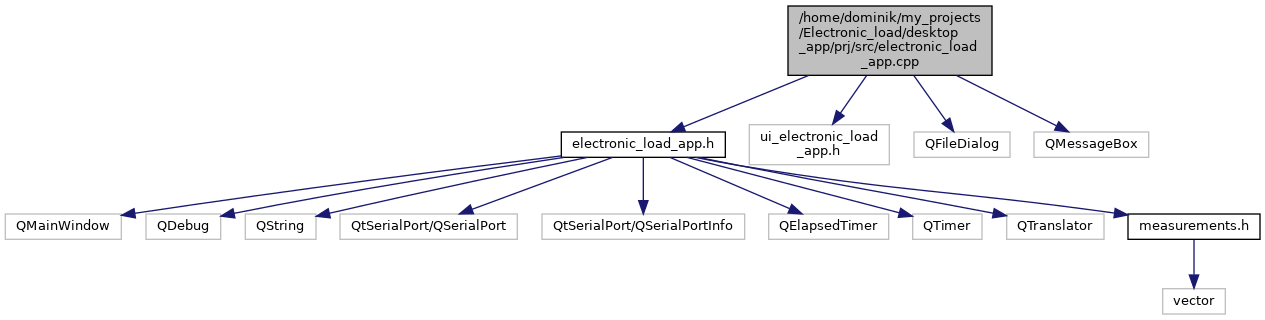 /home/dominik/my_projects
/Electronic_load/desktop
_app/prj/src/electronic_load
_app.cpp
electronic_load_app.h
ui_electronic_load
_app.h
QFileDialog
QMessageBox
QMainWindow
QDebug
QString
QtSerialPort/QSerialPort
QtSerialPort/QSerialPortInfo
QElapsedTimer
QTimer
QTranslator
measurements.h
vector